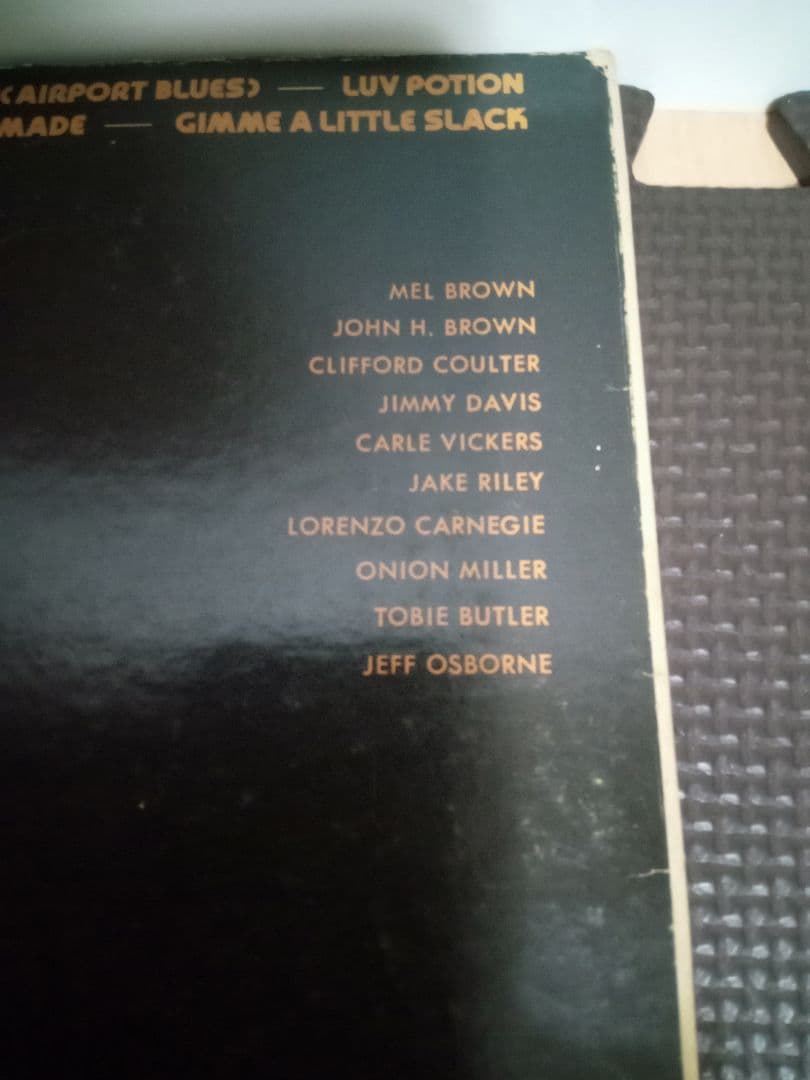 (AIRPORT BLUES) — LUV POTION
MADE — GIMME A LITTLE SLACK
MEL BROWN
JOHN H. BROWN
CLIFFORD COULTER
JIMMY DAVIS
CARLE VICKERS
JAKE RILEY
LORENZO CARNEGIE
ONION MILLER
TOBIE BUTLER
JEFF OSBORNE